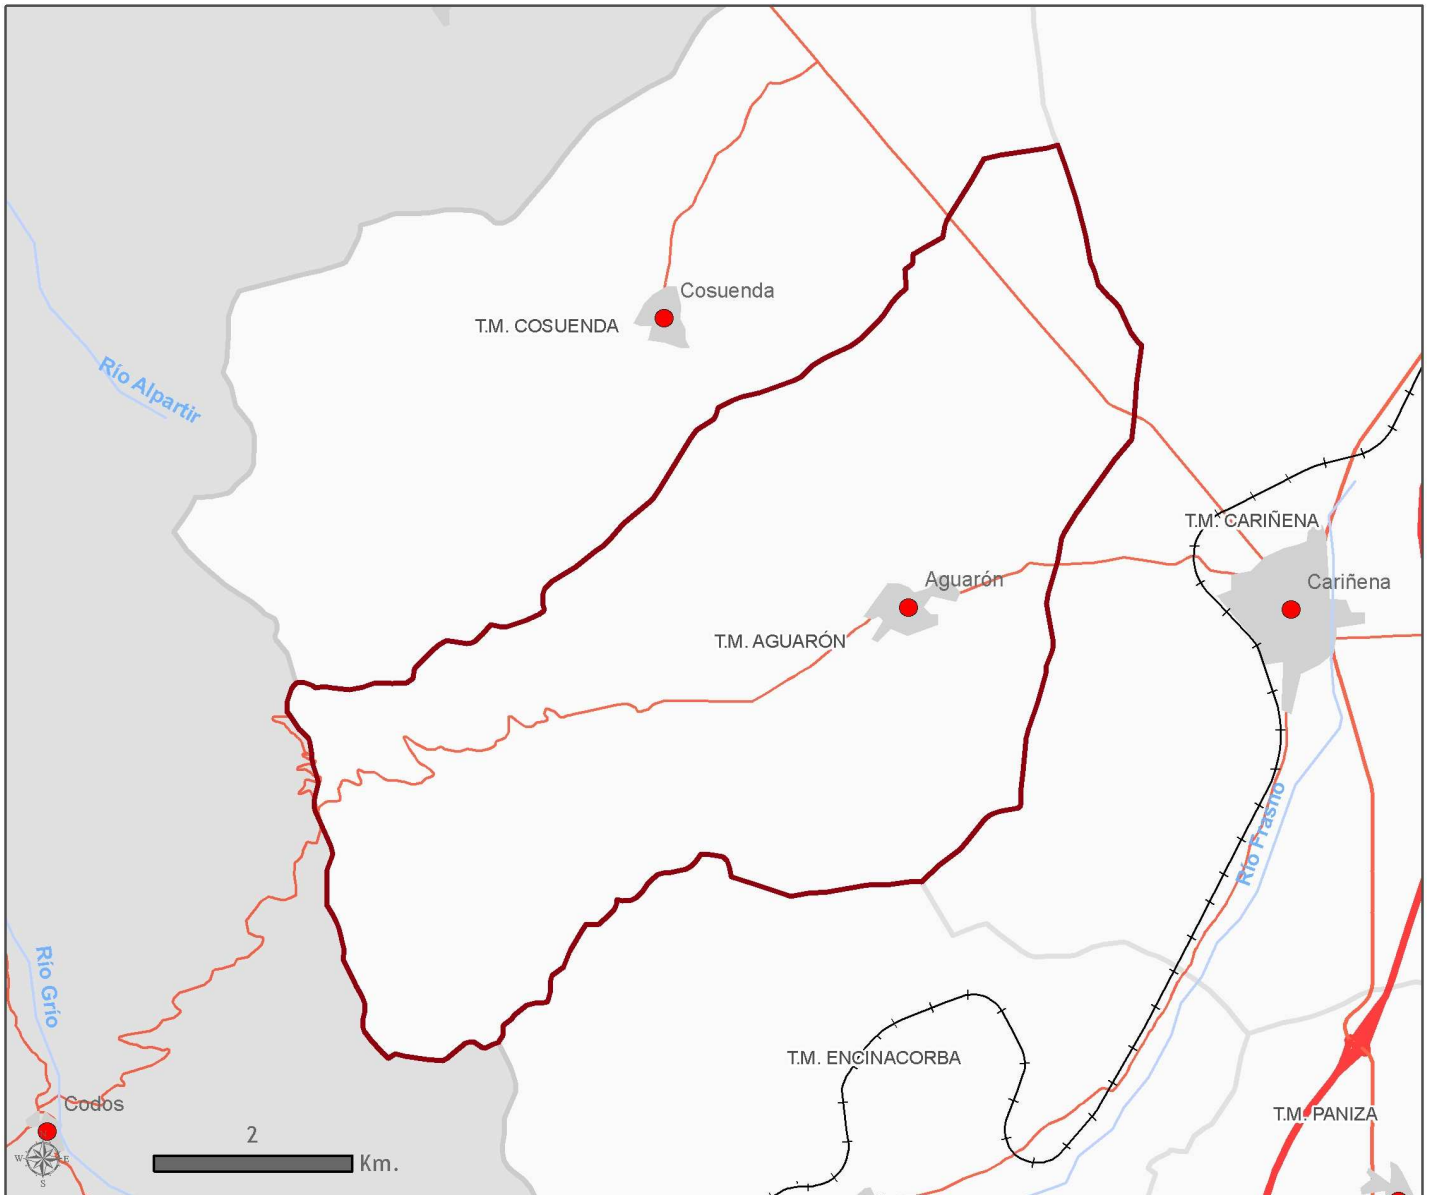 Cosuenda
T.M. COSUENDA
Río Alpartir
T.M. CARIÑENA
Aguarón
Cariñena
T.M. AGUARÓN
Río Frasno
Río Grío
T.M. ENCINACORBA
Codos
T.M. PANIZA
2
Km.
N
W
E
S